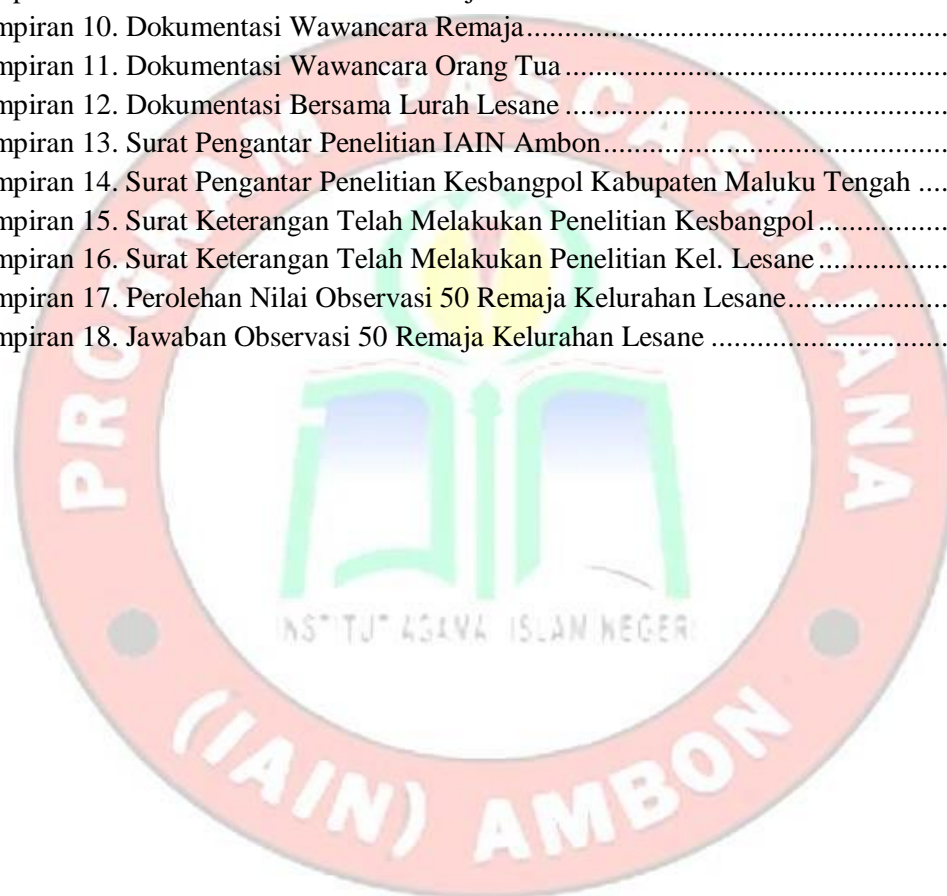 mpiran 10. Dokumentasi Wawancara Remaja
mpiran 11. Dokumentasi Wawancara Orang Tua
mpiran 12. Dokumentasi Bersama Lurah Lesane
mpiran 13. Surat Pengantar Penelitian IAIN Ambon
mpiran 14. Surat Pengantar Penelitian Kesbangpol Kabupaten Maluku Tengah
mpiran 15. Surat Keterangan Telah Melakukan Penelitian Kesbangpol
mpiran 16. Surat Keterangan Telah Melakukan Penelitian Kel. Lesane
mpiran 17. Perolehan Nilai Observasi 50 Remaja Kelurahan Lesane
mpiran 18. Jawaban Observasi 50 Remaja Kelurahan Lesane
PROGRAM PASCASARJANA
INSTITUT AGAMA ISLAM NEGERI
(IAIN) AMBON